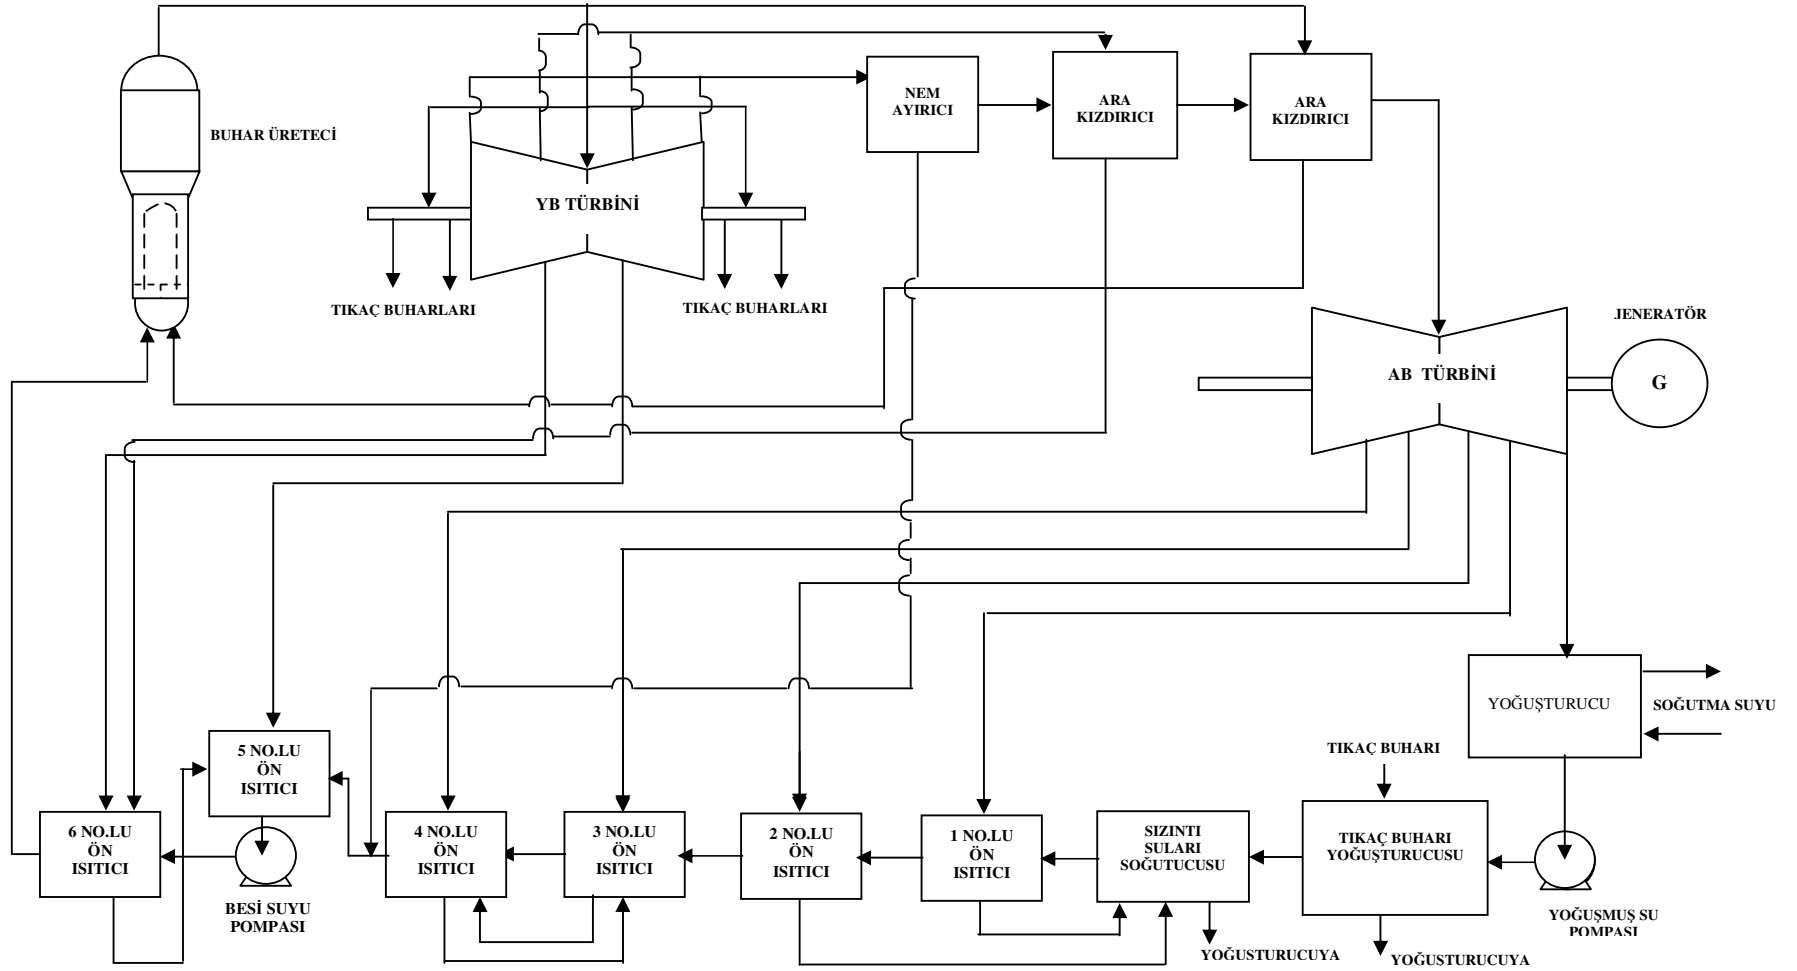 BUHAR ÜRETECİ
NEM
AYIRICI
ARA
KIZDIRICI
ARA
KIZDIRICI
YB TÜRBİNİ
TIKAÇ BUHARLARI
TIKAÇ BUHARLARI
JENERATÖR
AB TÜRBİNİ
G
YOĞUŞTURUCU
SOĞUTMA SUYU
TIKAÇ BUHARI
5 NO.LU
ÖN
ISITICI
6 NO.LU
ÖN
ISITICI
4 NO.LU
ÖN
ISITICI
3 NO.LU
ÖN
ISITICI
2 NO.LU
ÖN
ISITICI
1 NO.LU
ÖN
ISITICI
SIZINTI
SULARI
SOĞUTUCUSU
TIKAÇ BUHARI
YOĞUŞTURUCUSU
BESİ SUYU
POMPASI
YOĞUŞMUŞ SU
POMPASI
YOĞUSTURUCUYA
YOĞUSTURUCUYA